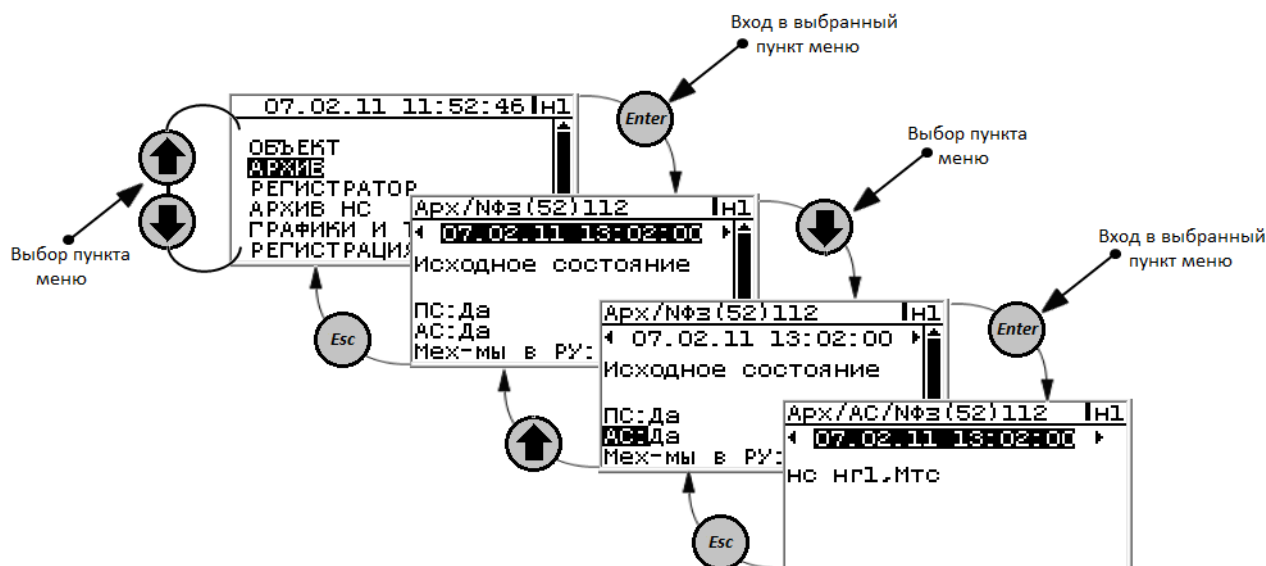 Вход в выбранный
пункт меню
07.02.11 11:52:46 н1
Enter
ОБЪЕКТ
АРХИВ
РЕГИСТРАТОР
АРХИВ НС
ГРАФИКИ И Т
РЕГИСТРАЦИЯ
Выбор пункта
меню
Выбор пункта
меню
Арх/NФз(52)112 н1
07.02.11 13:02:00
Исходное состояние
ПС:Да
АС:Да
Мех-мы в РУ:
Esc
Вход в выбранный
пункт меню
Enter
Арх/NФз(52)112 н1
07.02.11 13:02:00
Исходное состояние
ПС:Да
АС:Да
Мех-мы в РУ:
Арх/АС/NФз(52)112 н1
07.02.11 13:02:00
нс нг1,Мтс
Esc